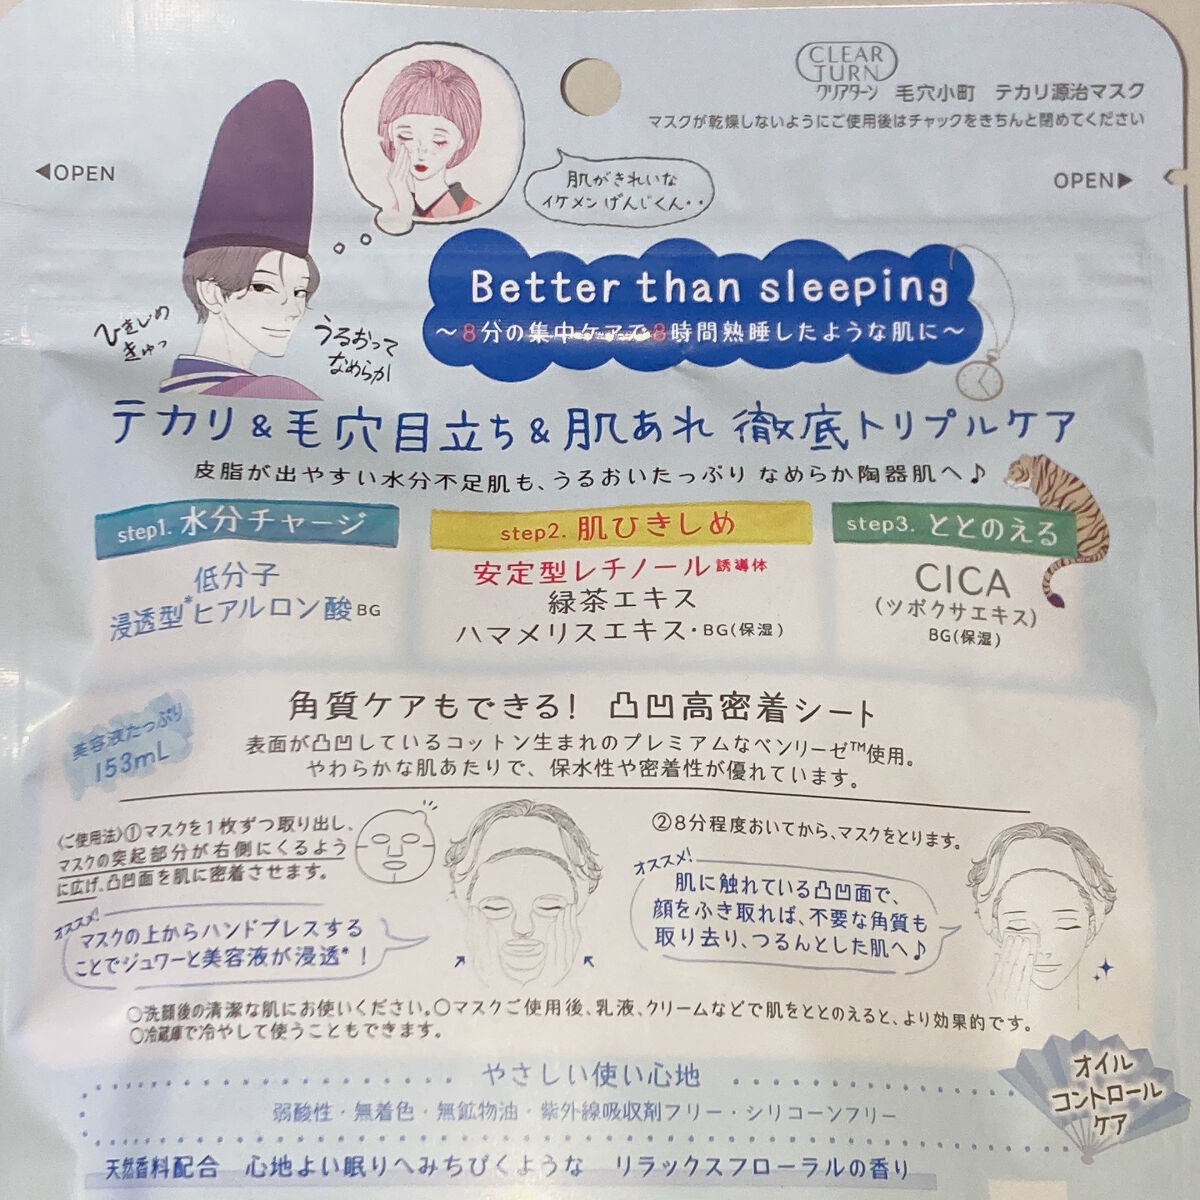 CLEAR
TURN
クリアターン 毛穴小町 テカリ源治マスク
マスクが乾燥しないようにご使用後はチャックをきちんと閉めてください
◀OPEN
OPEN▶
肌がきれいな
イケメン げんじくん・・
Better than sleeping
～8分の集中ケアで8時間熟睡したような肌に～
ひきしめ
きゅっ
うるおって
なめらか
テカリ&毛穴目立ち&肌あれ 徹底トリプルケア
皮脂が出やすい水分不足肌も、うるおいたっぷり なめらか陶器肌へ♪
step1. 水分チャージ
低分子
浸透型*ヒアルロン酸BG
step2. 肌ひきしめ
安定型レチノール誘導体
緑茶エキス
ハマメリスエキス・BG(保湿)
step3. ととのえる
CICA
(ツボクサエキス)
BG(保湿)
美容液たっぷり
153mL
角質ケアもできる! 凸凹高密着シート
表面が凸凹しているコットン生まれのプレミアムなベンリーゼ™使用。
やわらかな肌あたりで、保水性や密着性が優れています。
〈ご使用法〉①マスクを1枚ずつ取り出し、
マスクの突起部分が右側にくるよう
に広げ、凸凹面を肌に密着させます。
オススメ!
マスクの上からハンドプレスする
ことでジュワーと美容液が浸透*!
②8分程度おいてから、マスクをとります。
オススメ!
肌に触れている凸凹面で、
顔をふき取れば、不要な角質も
取り去り、つるんとした肌へ♪
○洗顔後の清潔な肌にお使いください。○マスクご使用後、乳液、クリームなどで肌をととのえると、より効果的です。
○冷蔵庫で冷やして使うこともできます。
やさしい使い心地
弱酸性・無着色・無鉱物油・紫外線吸収剤フリー・シリコーンフリー
オイル
コントロール
ケア
天然香料配合 心地よい眠りへみちびくような リラックスフローラルの香り